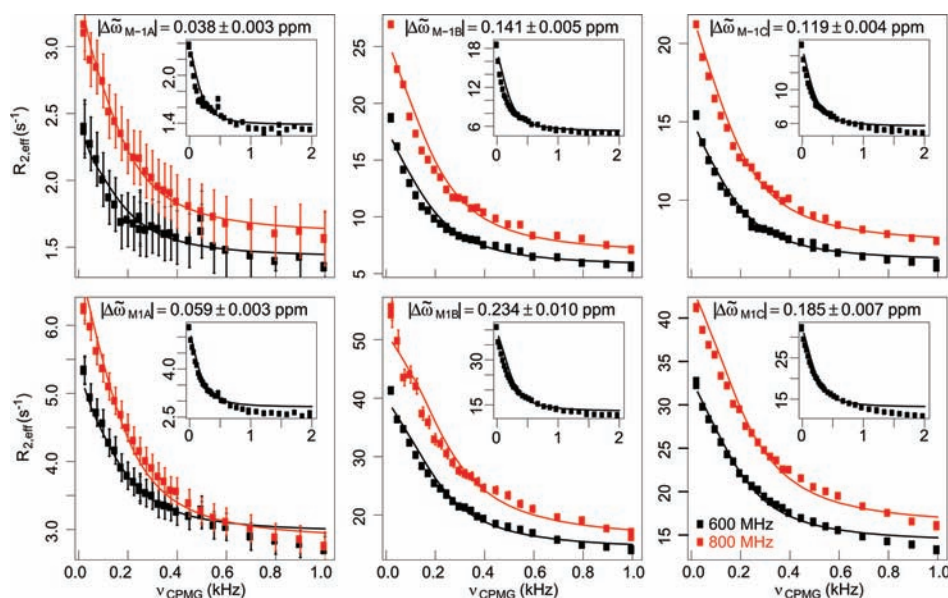 |Δω̃ M−1A| = 0.038 ± 0.003 ppm
|Δω̃ M−1B| = 0.141 ± 0.005 ppm
|Δω̃ M−1C| = 0.119 ± 0.004 ppm
R2,eff (s−1)
3.0
2.5
2.0
1.5
2.0
1.4
0 1 2
25
20
15
10
5
18
14
10
6
0 1 2
20
15
10
14
10
6
0 1 2
|Δω̃ M1A| = 0.059 ± 0.003 ppm
|Δω̃ M1B| = 0.234 ± 0.010 ppm
|Δω̃ M1C| = 0.185 ± 0.007 ppm
R2,eff (s−1)
6.0
5.0
4.0
3.0
4.0
2.5
0 1 2
0.0 0.2 0.4 0.6 0.8 1.0
νCPMG (kHz)
50
40
30
20
10
35
25
15
0 1 2
0.0 0.2 0.4 0.6 0.8 1.0
νCPMG (kHz)
40
35
30
25
20
15
25
15
0 1 2
600 MHz
800 MHz
0.0 0.2 0.4 0.6 0.8 1.0
νCPMG (kHz)